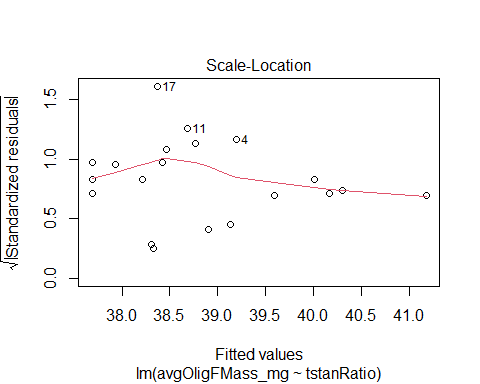 Scale-Location
√|Standardized residuals|
1.5
1.0
0.5
0.0
17
11
4
38.0 38.5 39.0 39.5 40.0 40.5 41.0
Fitted values
lm(avgOligFMass_mg ~ tstanRatio)